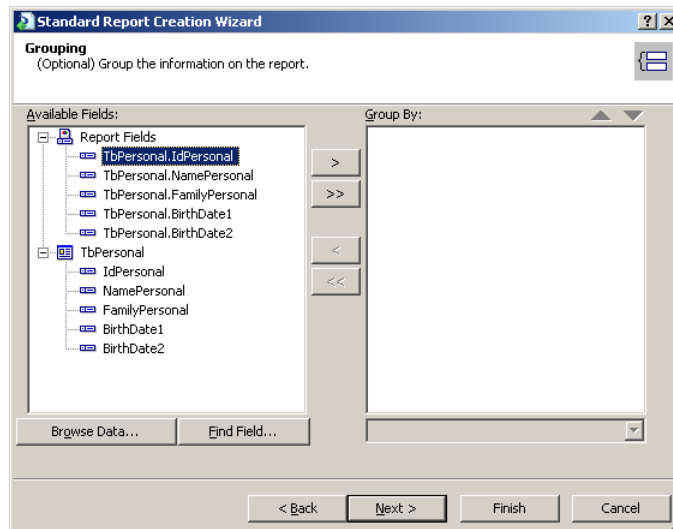 Standard Report Creation Wizard
Grouping
(Optional) Group the information on the report.
Available Fields:
Group By:
Report Fields
TbPersonal.IdPersonal
TbPersonal.NamePersonal
TbPersonal.FamilyPersonal
TbPersonal.BirthDate1
TbPersonal.BirthDate2
TbPersonal
IdPersonal
NamePersonal
FamilyPersonal
BirthDate1
BirthDate2
>
>>
<
<<
Browse Data...
Find Field...
< Back
Next >
Finish
Cancel